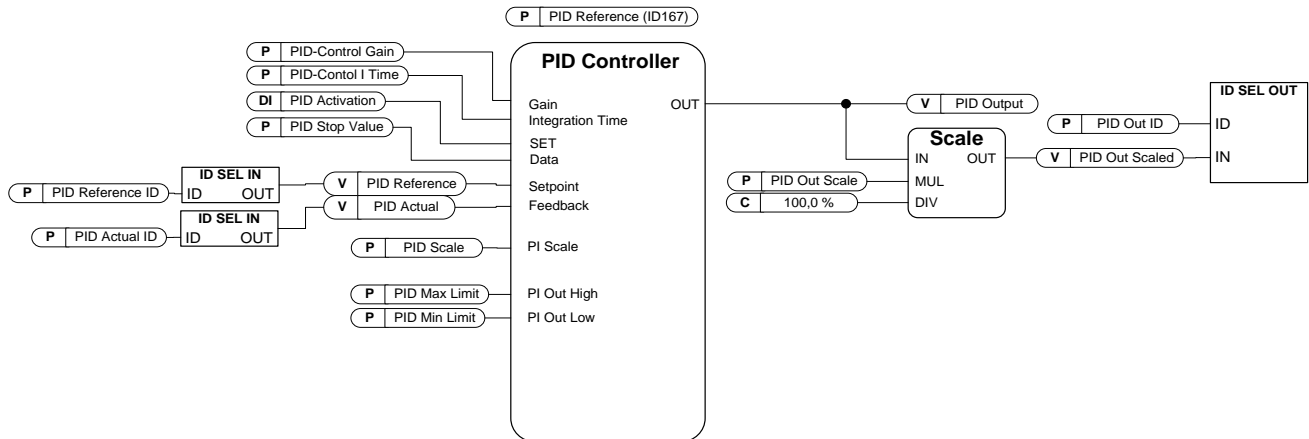 P PID Reference (ID167)
PID Controller
P PID-Control Gain
P PID-Contol I Time
DI PID Activation
P PID Stop Value
Gain
Integration Time
SET
Data
Setpoint
Feedback
PI Scale
PI Out High
PI Out Low
OUT
P PID Reference ID
ID SEL IN
ID OUT
V PID Reference
P PID Actual ID
ID SEL IN
ID OUT
V PID Actual
P PID Scale
P PID Max Limit
P PID Min Limit
V PID Output
Scale
IN OUT
MUL
DIV
P PID Out Scale
C 100,0 %
V PID Out Scaled
P PID Out ID
ID SEL OUT
ID
IN